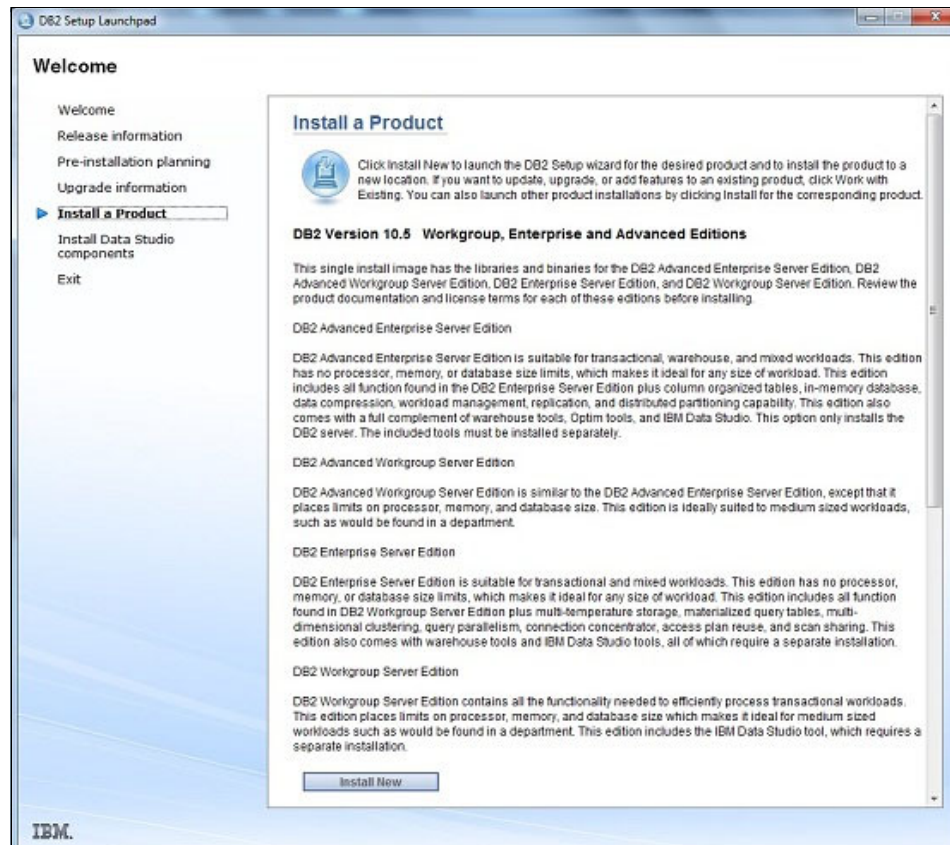 DB2 Setup Launchpad
Welcome
Welcome
Release information
Pre-installation planning
Upgrade information
Install a Product
Install Data Studio
components
Exit
Install a Product
Click Install New to launch the DB2 Setup wizard for the desired product and to install the product to a
new location. If you want to update, upgrade, or add features to an existing product, click Work with
Existing. You can also launch other product installations by clicking Install for the corresponding product.
DB2 Version 10.5 Workgroup, Enterprise and Advanced Editions
This single install image has the libraries and binaries for the DB2 Advanced Enterprise Server Edition, DB2
Advanced Workgroup Server Edition, DB2 Enterprise Server Edition, and DB2 Workgroup Server Edition. Review the
product documentation and license terms for each of these editions before installing.
DB2 Advanced Enterprise Server Edition
DB2 Advanced Enterprise Server Edition is suitable for transactional, warehouse, and mixed workloads. This edition
has no processor, memory, or database size limits, which makes it ideal for any size of workload. This edition
includes all function found in the DB2 Enterprise Server Edition plus column organized tables, in-memory database,
data compression, workload management, replication, and distributed partitioning capability. This edition also
comes with a full complement of warehouse tools, Optim tools, and IBM Data Studio. This option only installs the
DB2 server. The included tools must be installed separately.
DB2 Advanced Workgroup Server Edition
DB2 Advanced Workgroup Server Edition is similar to the DB2 Advanced Enterprise Server Edition, except that it
places limits on processor, memory, and database size. This edition is ideally suited to medium sized workloads,
such as would be found in a department.
DB2 Enterprise Server Edition
DB2 Enterprise Server Edition is suitable for transactional and mixed workloads. This edition has no processor,
memory, or database size limits, which makes it ideal for any size of workload. This edition includes all function
found in DB2 Workgroup Server Edition plus multi-temperature storage, materialized query tables, multi-
dimensional clustering, query parallelism, connection concentrator, access plan reuse, and scan sharing. This
edition also comes with warehouse tools and IBM Data Studio tools, all of which require a separate installation.
DB2 Workgroup Server Edition
DB2 Workgroup Server Edition contains all the functionality needed to efficiently process transactional workloads.
This edition places limits on processor, memory, and database size which makes it ideal for medium sized
workloads such as would be found in a department. This edition includes the IBM Data Studio tool, which requires a
separate installation.
Install New
IBM.